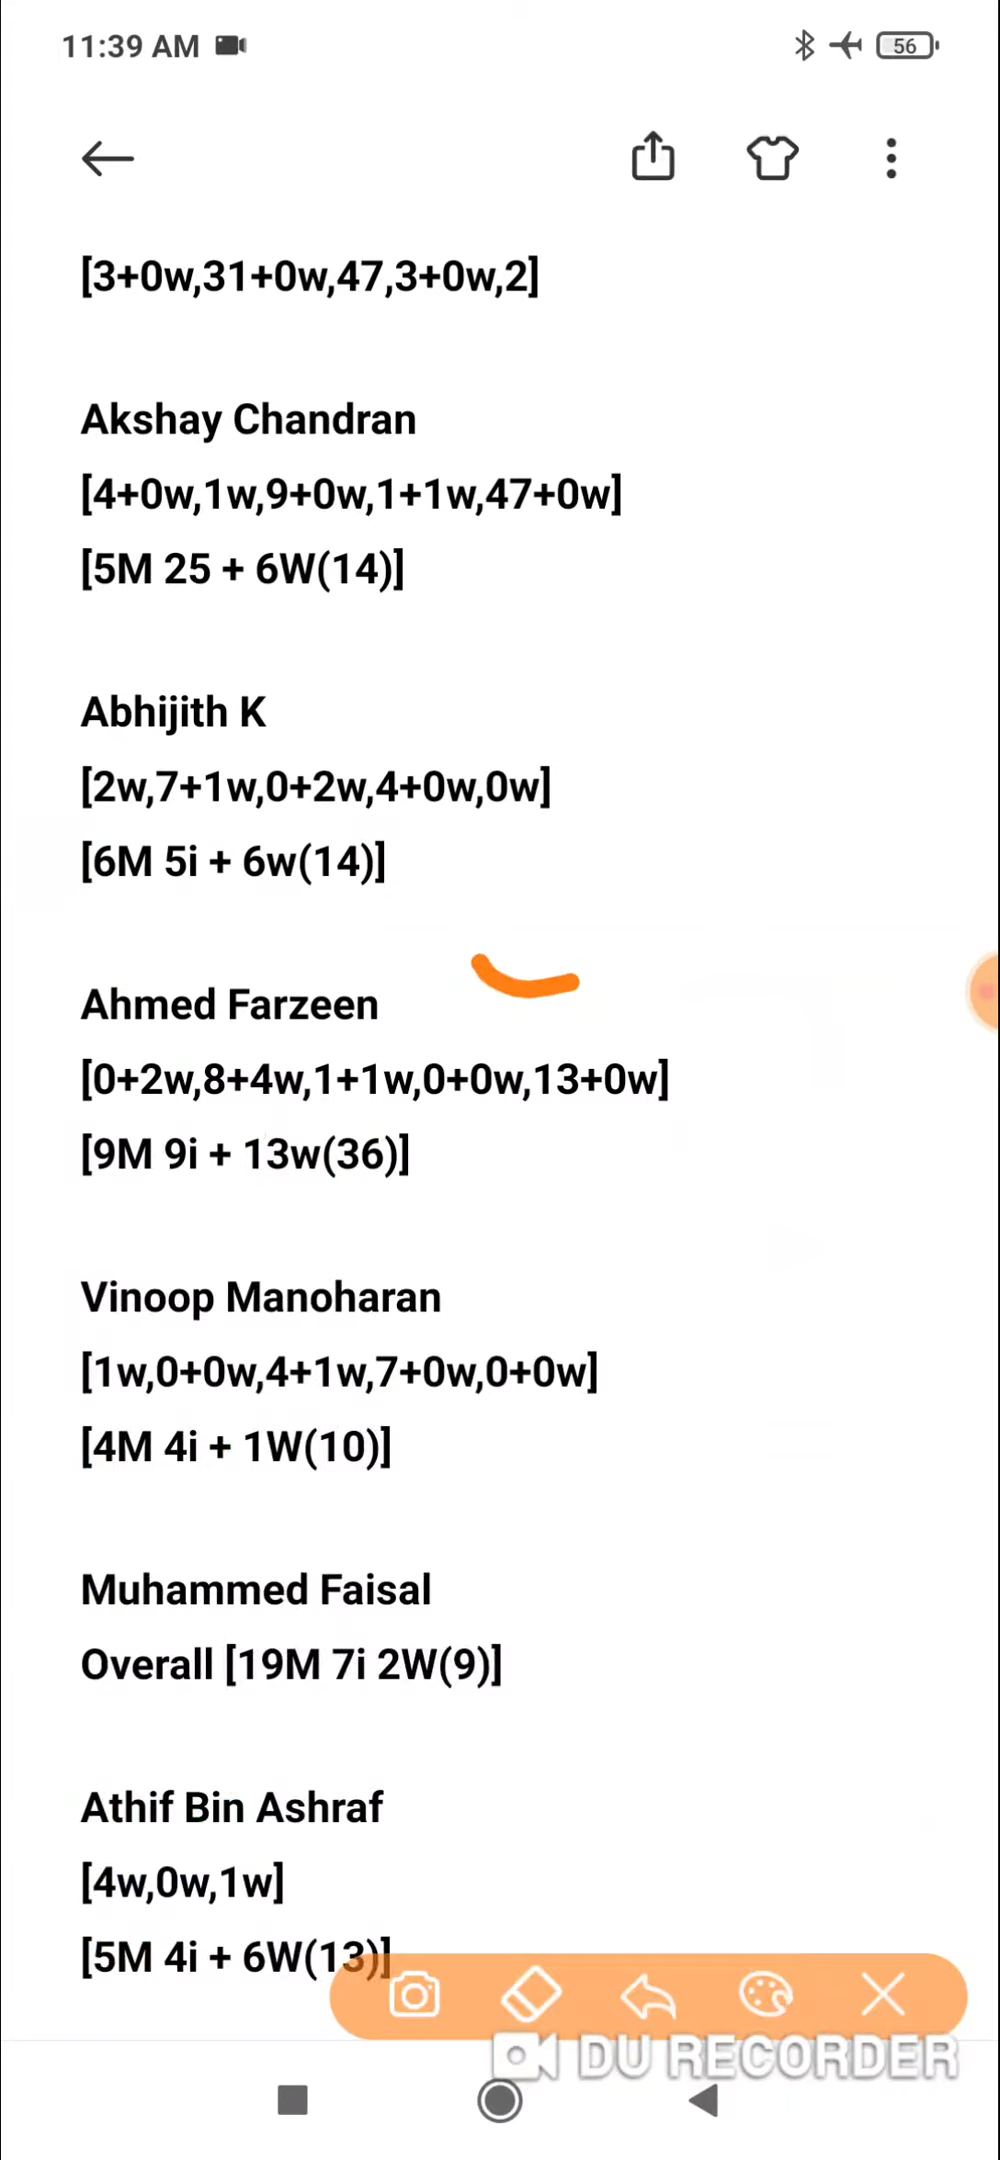 11:39 AM
56
[3+0w,31+0w,47,3+0w,2]
Akshay Chandran
[4+0w,1w,9+0w,1+1w,47+0w]
[5M 25 + 6W(14)]
Abhijith K
[2w,7+1w,0+2w,4+0w,0w]
[6M 5i + 6w(14)]
Ahmed Farzeen
[0+2w,8+4w,1+1w,0+0w,13+0w]
[9M 9i + 13w(36)]
Vinoop Manoharan
[1w,0+0w,4+1w,7+0w,0+0w]
[4M 4i + 1W(10)]
Muhammed Faisal
Overall [19M 7i 2W(9)]
Athif Bin Ashraf
[4w,0w,1w]
[5M 4i + 6W(13)]
DU RECORDER